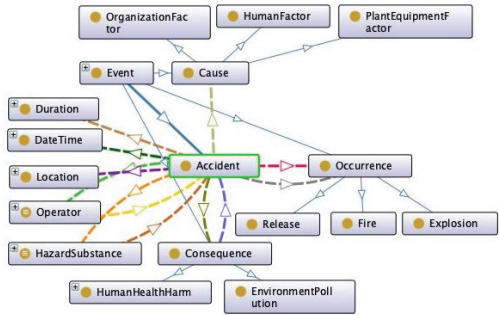 OrganizationFac
tor
HumanFactor
PlantEquipmentF
actor
Event
Cause
Duration
DateTime
Location
Operator
HazardSubstance
Accident
Occurrence
Release
Fire
Explosion
Consequence
HumanHealthHarm
EnvironmentPoll
ution